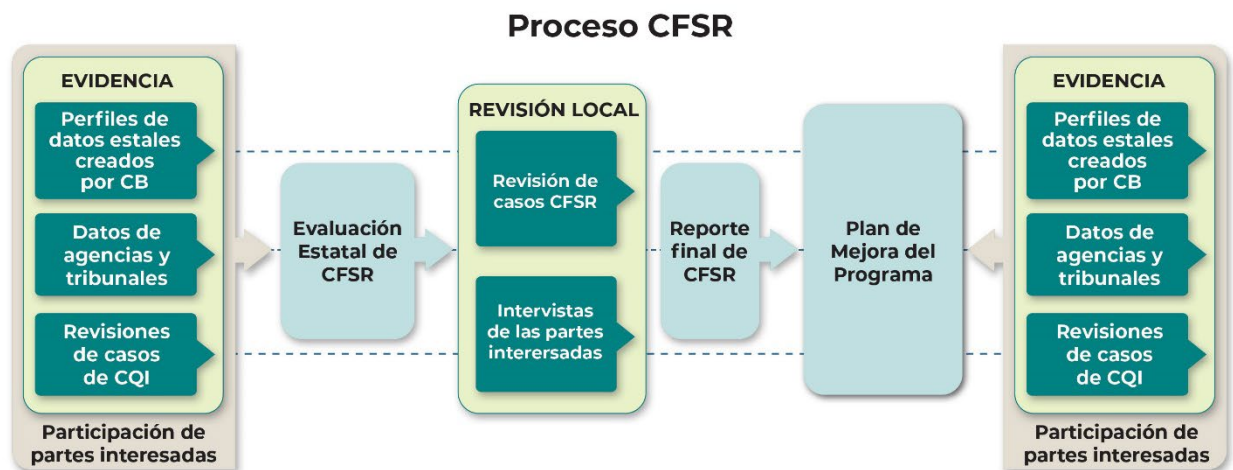 Proceso CFSR
EVIDENCIA
Perfiles de
datos estales
creados
por CB
Datos de
agencias y
tribunales
Revisiones
de casos
de CQI
Participación de
partes interesadas
Evaluación
Estatal de
CFSR
REVISIÓN LOCAL
Revisión de
casos CFSR
Intervistas
de las partes
interersadas
Reporte
final de
CFSR
Plan de
Mejora del
Programa
EVIDENCIA
Perfiles de
datos estales
creados
por CB
Datos de
agencias y
tribunales
Revisiones
de casos
de CQI
Participación de
partes interesadas